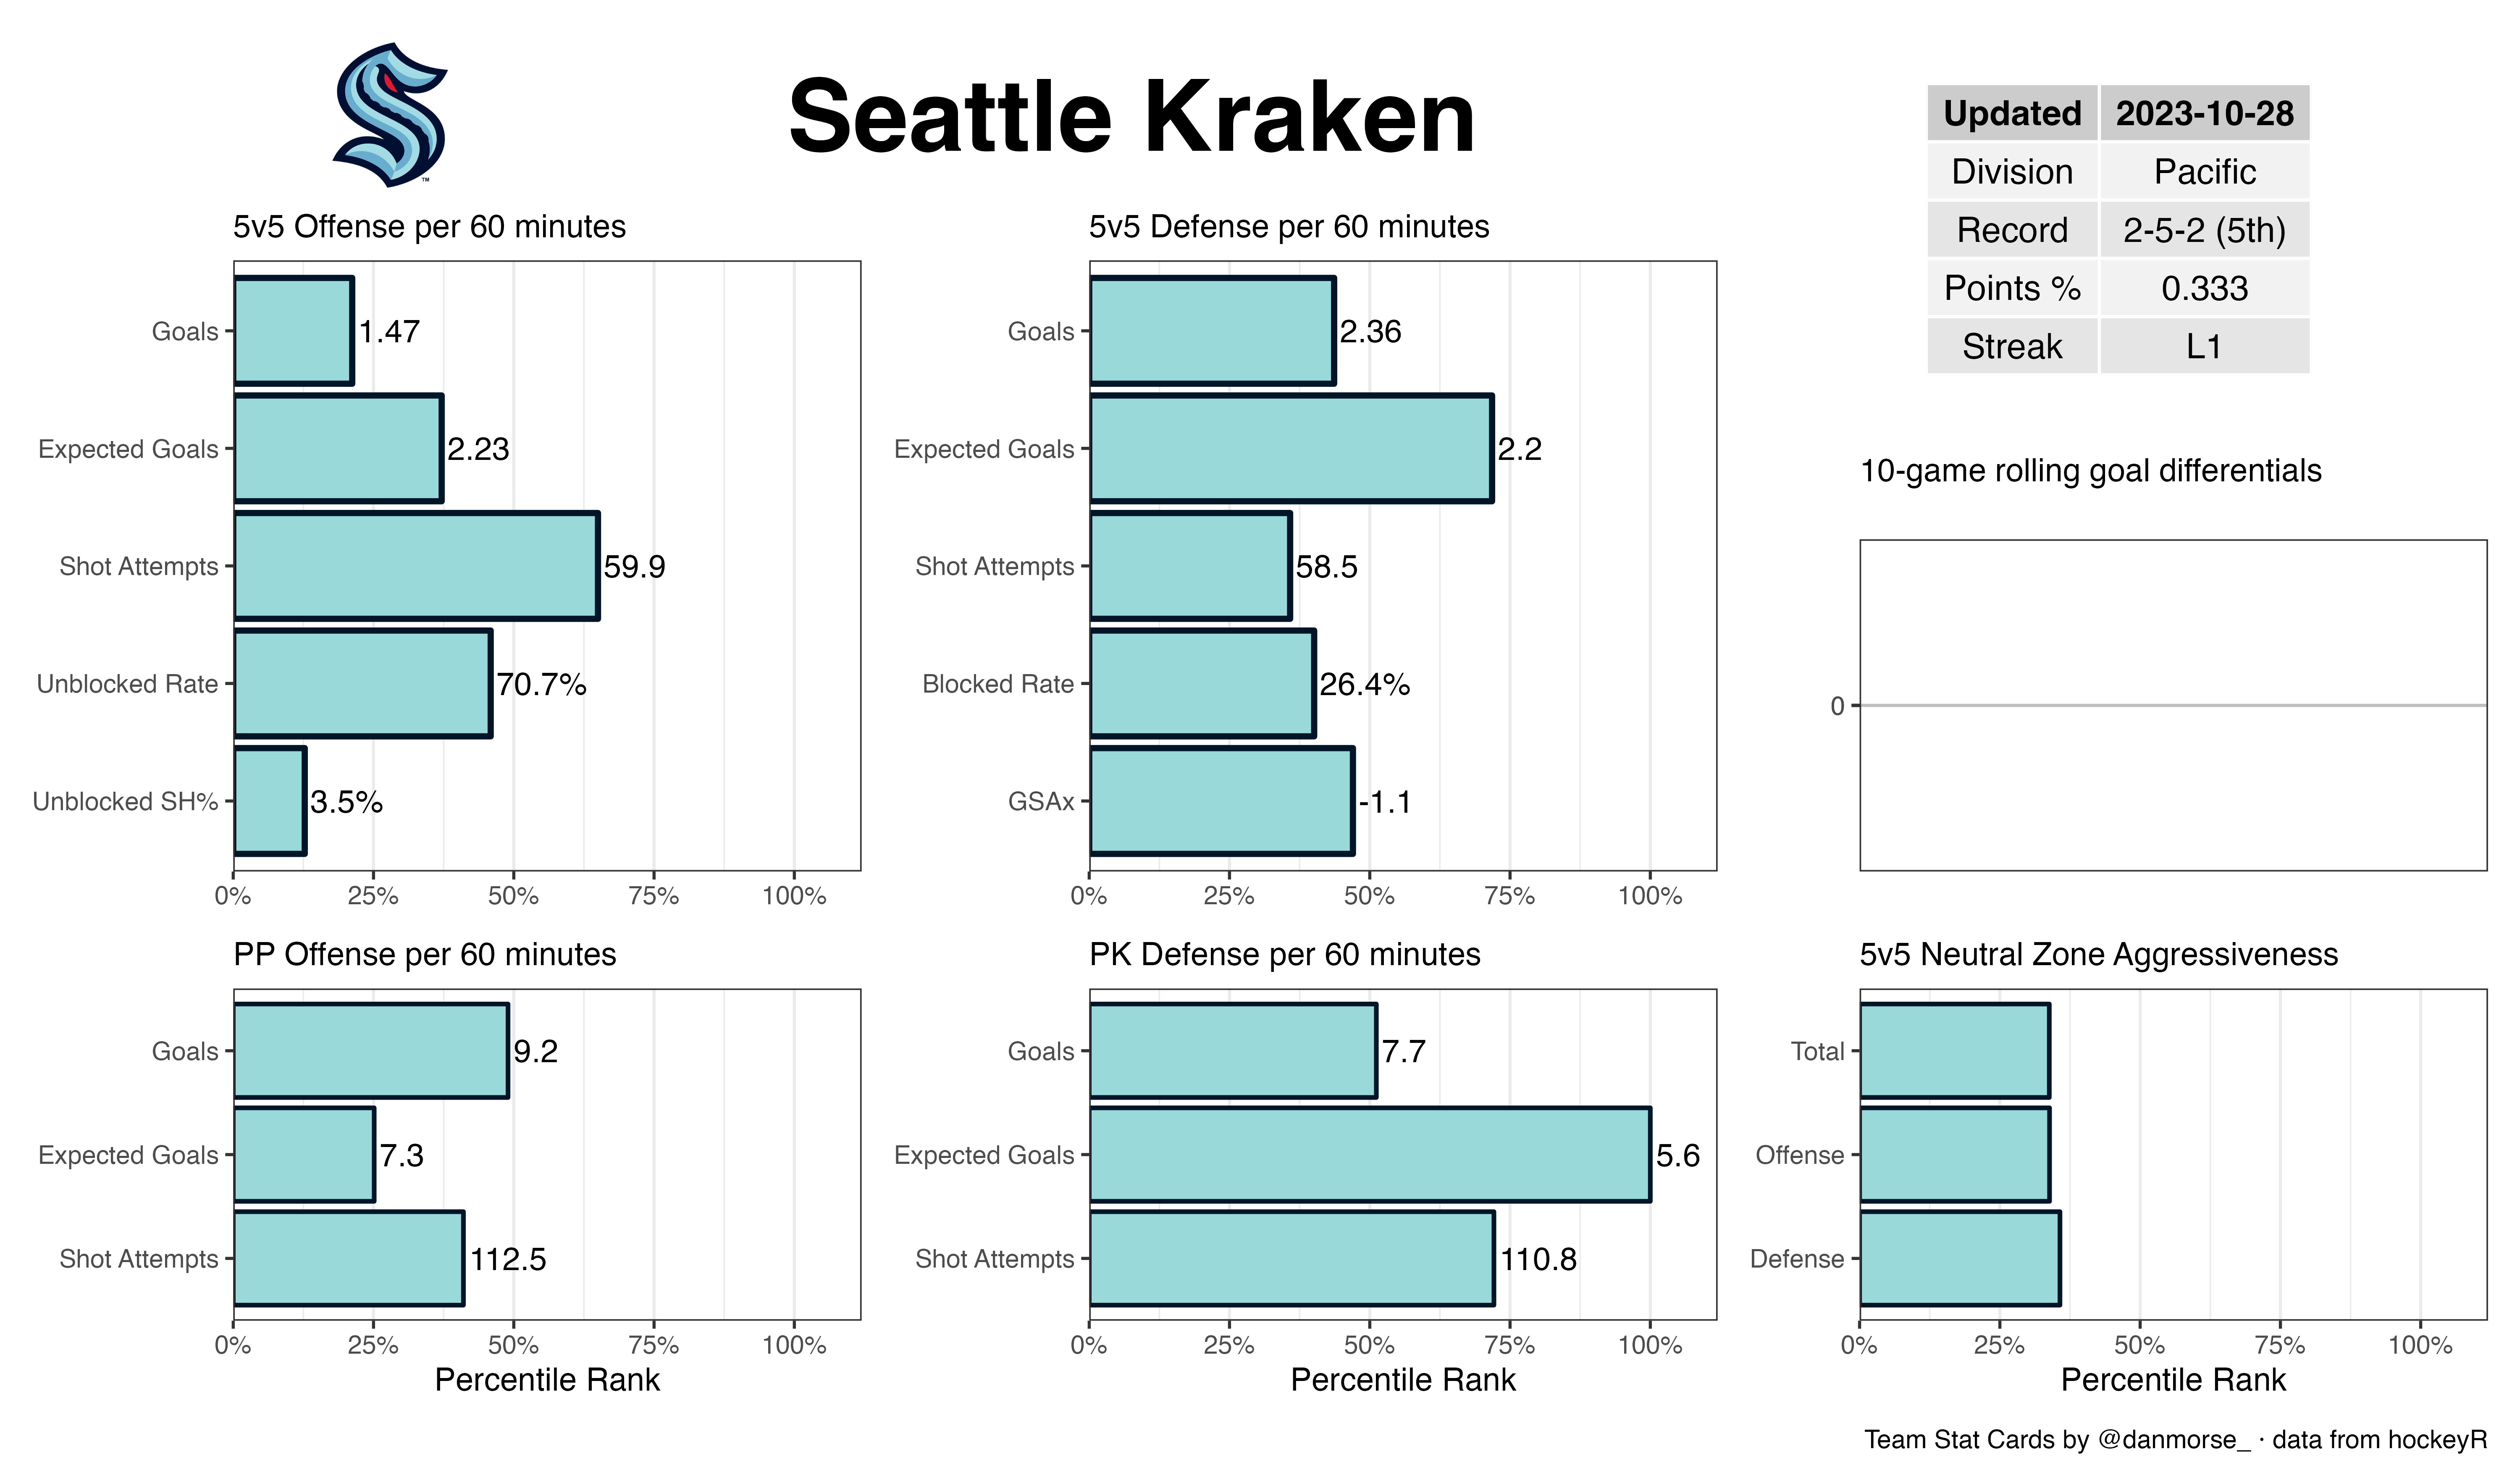 Seattle Kraken
Updated 2023-10-28
Division Pacific
Record 2-5-2 (5th)
Points % 0.333
Streak L1
5v5 Offense per 60 minutes
Goals 1.47
Expected Goals 2.23
Shot Attempts 59.9
Unblocked Rate 70.7%
Unblocked SH% 3.5%
0% 25% 50% 75% 100%
5v5 Defense per 60 minutes
Goals 2.36
Expected Goals 2.2
Shot Attempts 58.5
Blocked Rate 26.4%
GSAx -1.1
0% 25% 50% 75% 100%
10-game rolling goal differentials
0
PP Offense per 60 minutes
Goals 9.2
Expected Goals 7.3
Shot Attempts 112.5
0% 25% 50% 75% 100%
Percentile Rank
PK Defense per 60 minutes
Goals 7.7
Expected Goals 5.6
Shot Attempts 110.8
0% 25% 50% 75% 100%
Percentile Rank
5v5 Neutral Zone Aggressiveness
Total
Offense
Defense
0% 25% 50% 75% 100%
Percentile Rank
Team Stat Cards by @danmorse_ · data from hockeyR
TM